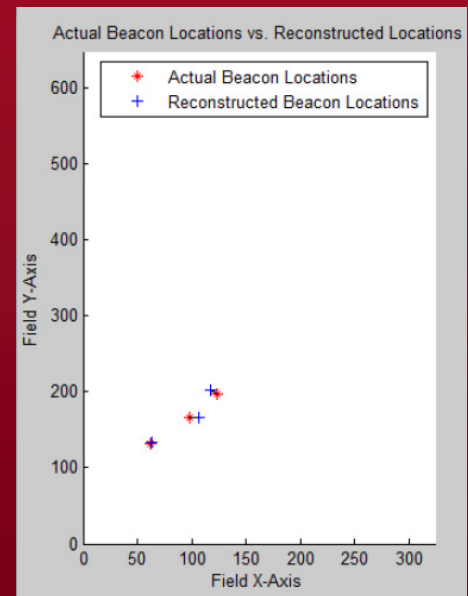 Actual Beacon Locations vs. Reconstructed Locations
Actual Beacon Locations
Reconstructed Beacon Locations
600
500
400
300
200
100
0
Field Y-Axis
0 50 100 150 200 250 300
Field X-Axis